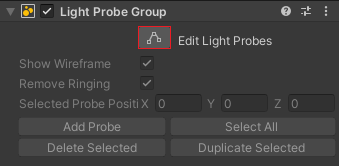 Light Probe Group
Edit Light Probes
Show Wireframe
Remove Ringing
Selected Probe Positi X 0 Y 0 Z 0
Add Probe Select All
Delete Selected Duplicate Selected